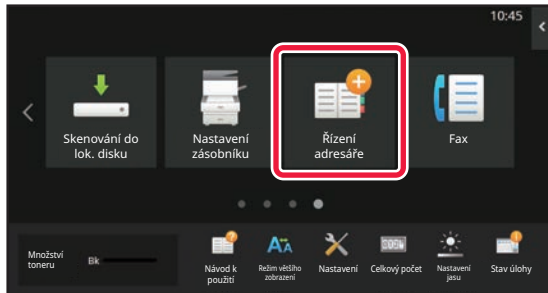 10:45
Skenování do
lok. disku
Nastavení
zásobníku
Řízení
adresáře
Fax
Množství
toneru
Bk
Návod k
použití
Režim většího
zobrazení
Nastavení
Celkový počet
Nastavení
jasu
Stav úlohy